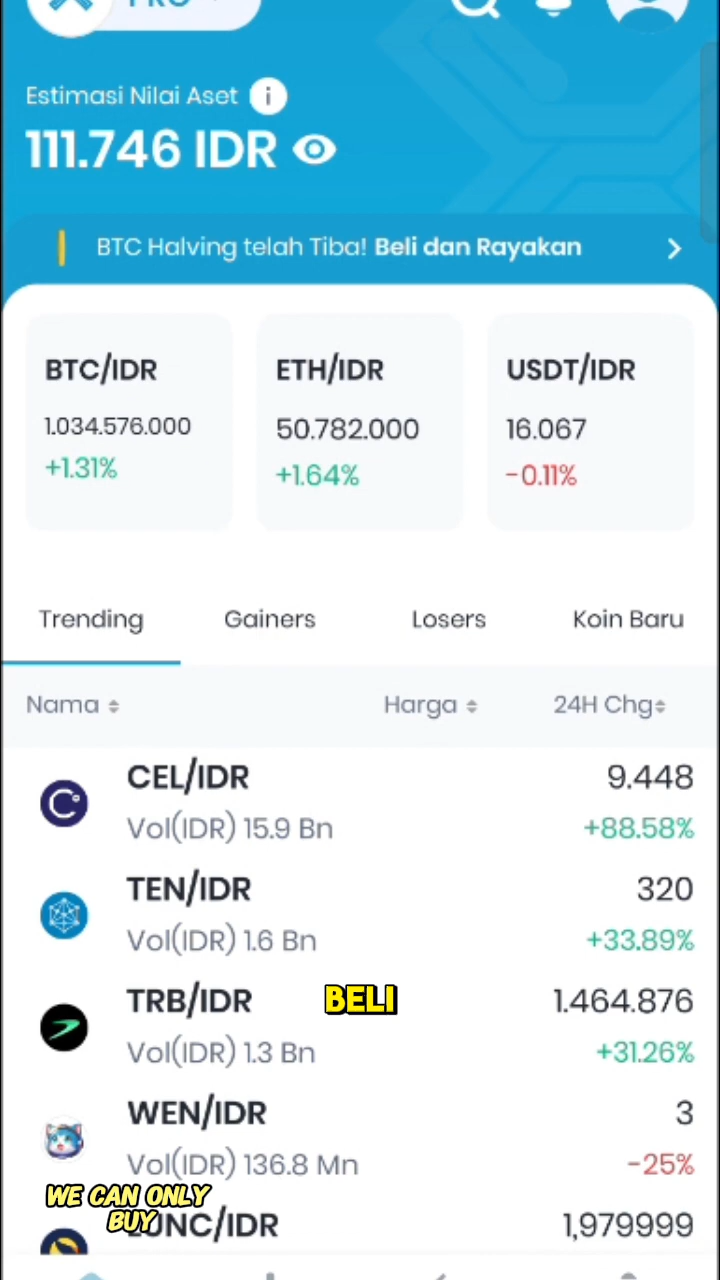 PRO
Estimasi Nilai Aset
111.746 IDR
BTC Halving telah Tiba! Beli dan Rayakan
BTC/IDR
1.034.576.000
+1.31%
ETH/IDR
50.782.000
+1.64%
USDT/IDR
16.067
-0.11%
Trending Gainers Losers Koin Baru
Nama Harga 24H Chg
CEL/IDR 9.448
Vol(IDR) 15.9 Bn +88.58%
TEN/IDR 320
Vol(IDR) 1.6 Bn +33.89%
TRB/IDR 1.464.876
Vol(IDR) 1.3 Bn +31.26%
BELI
WEN/IDR 3
Vol(IDR) 136.8 Mn -25%
WE CAN ONLY
BUY
LUNC/IDR 1,979999